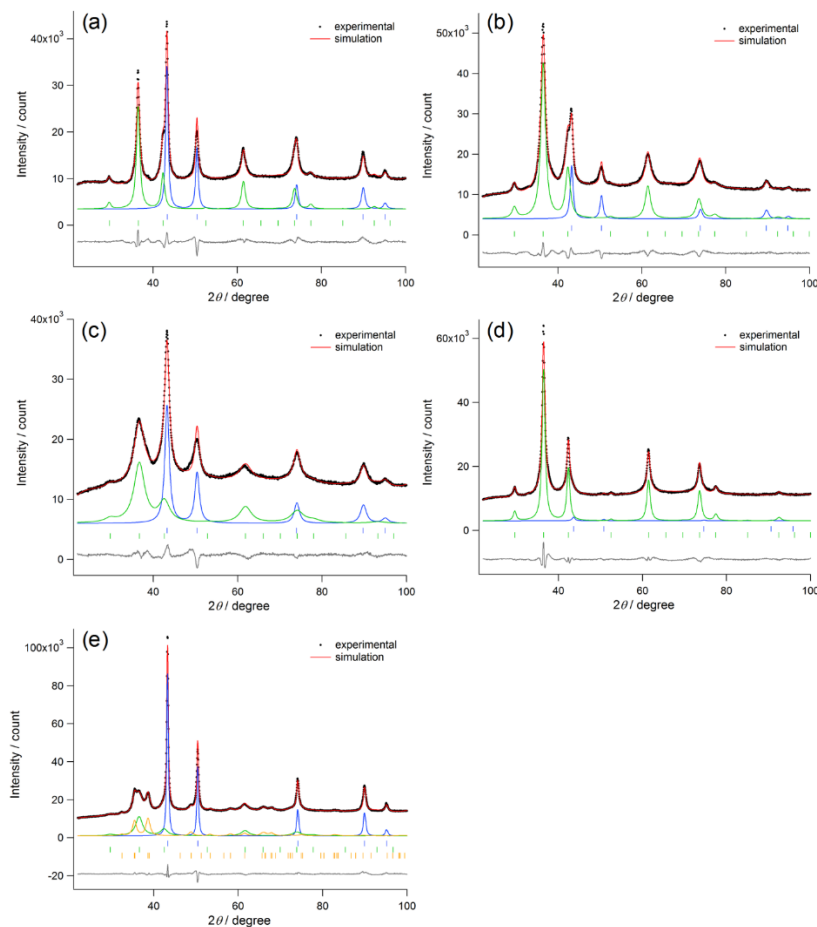 (a)
experimental
simulation
40x10³
30
20
10
0
Intensity / count
40
60
80
100
2θ / degree
(b)
experimental
simulation
50x10³
40
30
20
10
0
Intensity / count
40
60
80
100
2θ / degree
(c)
experimental
simulation
40x10³
30
20
10
0
Intensity / count
40
60
80
100
2θ / degree
(d)
experimental
simulation
60x10³
40
20
0
Intensity / count
40
60
80
100
2θ / degree
(e)
experimental
simulation
100x10³
80
60
40
20
0
-20
Intensity / count
40
60
80
100
2θ / degree